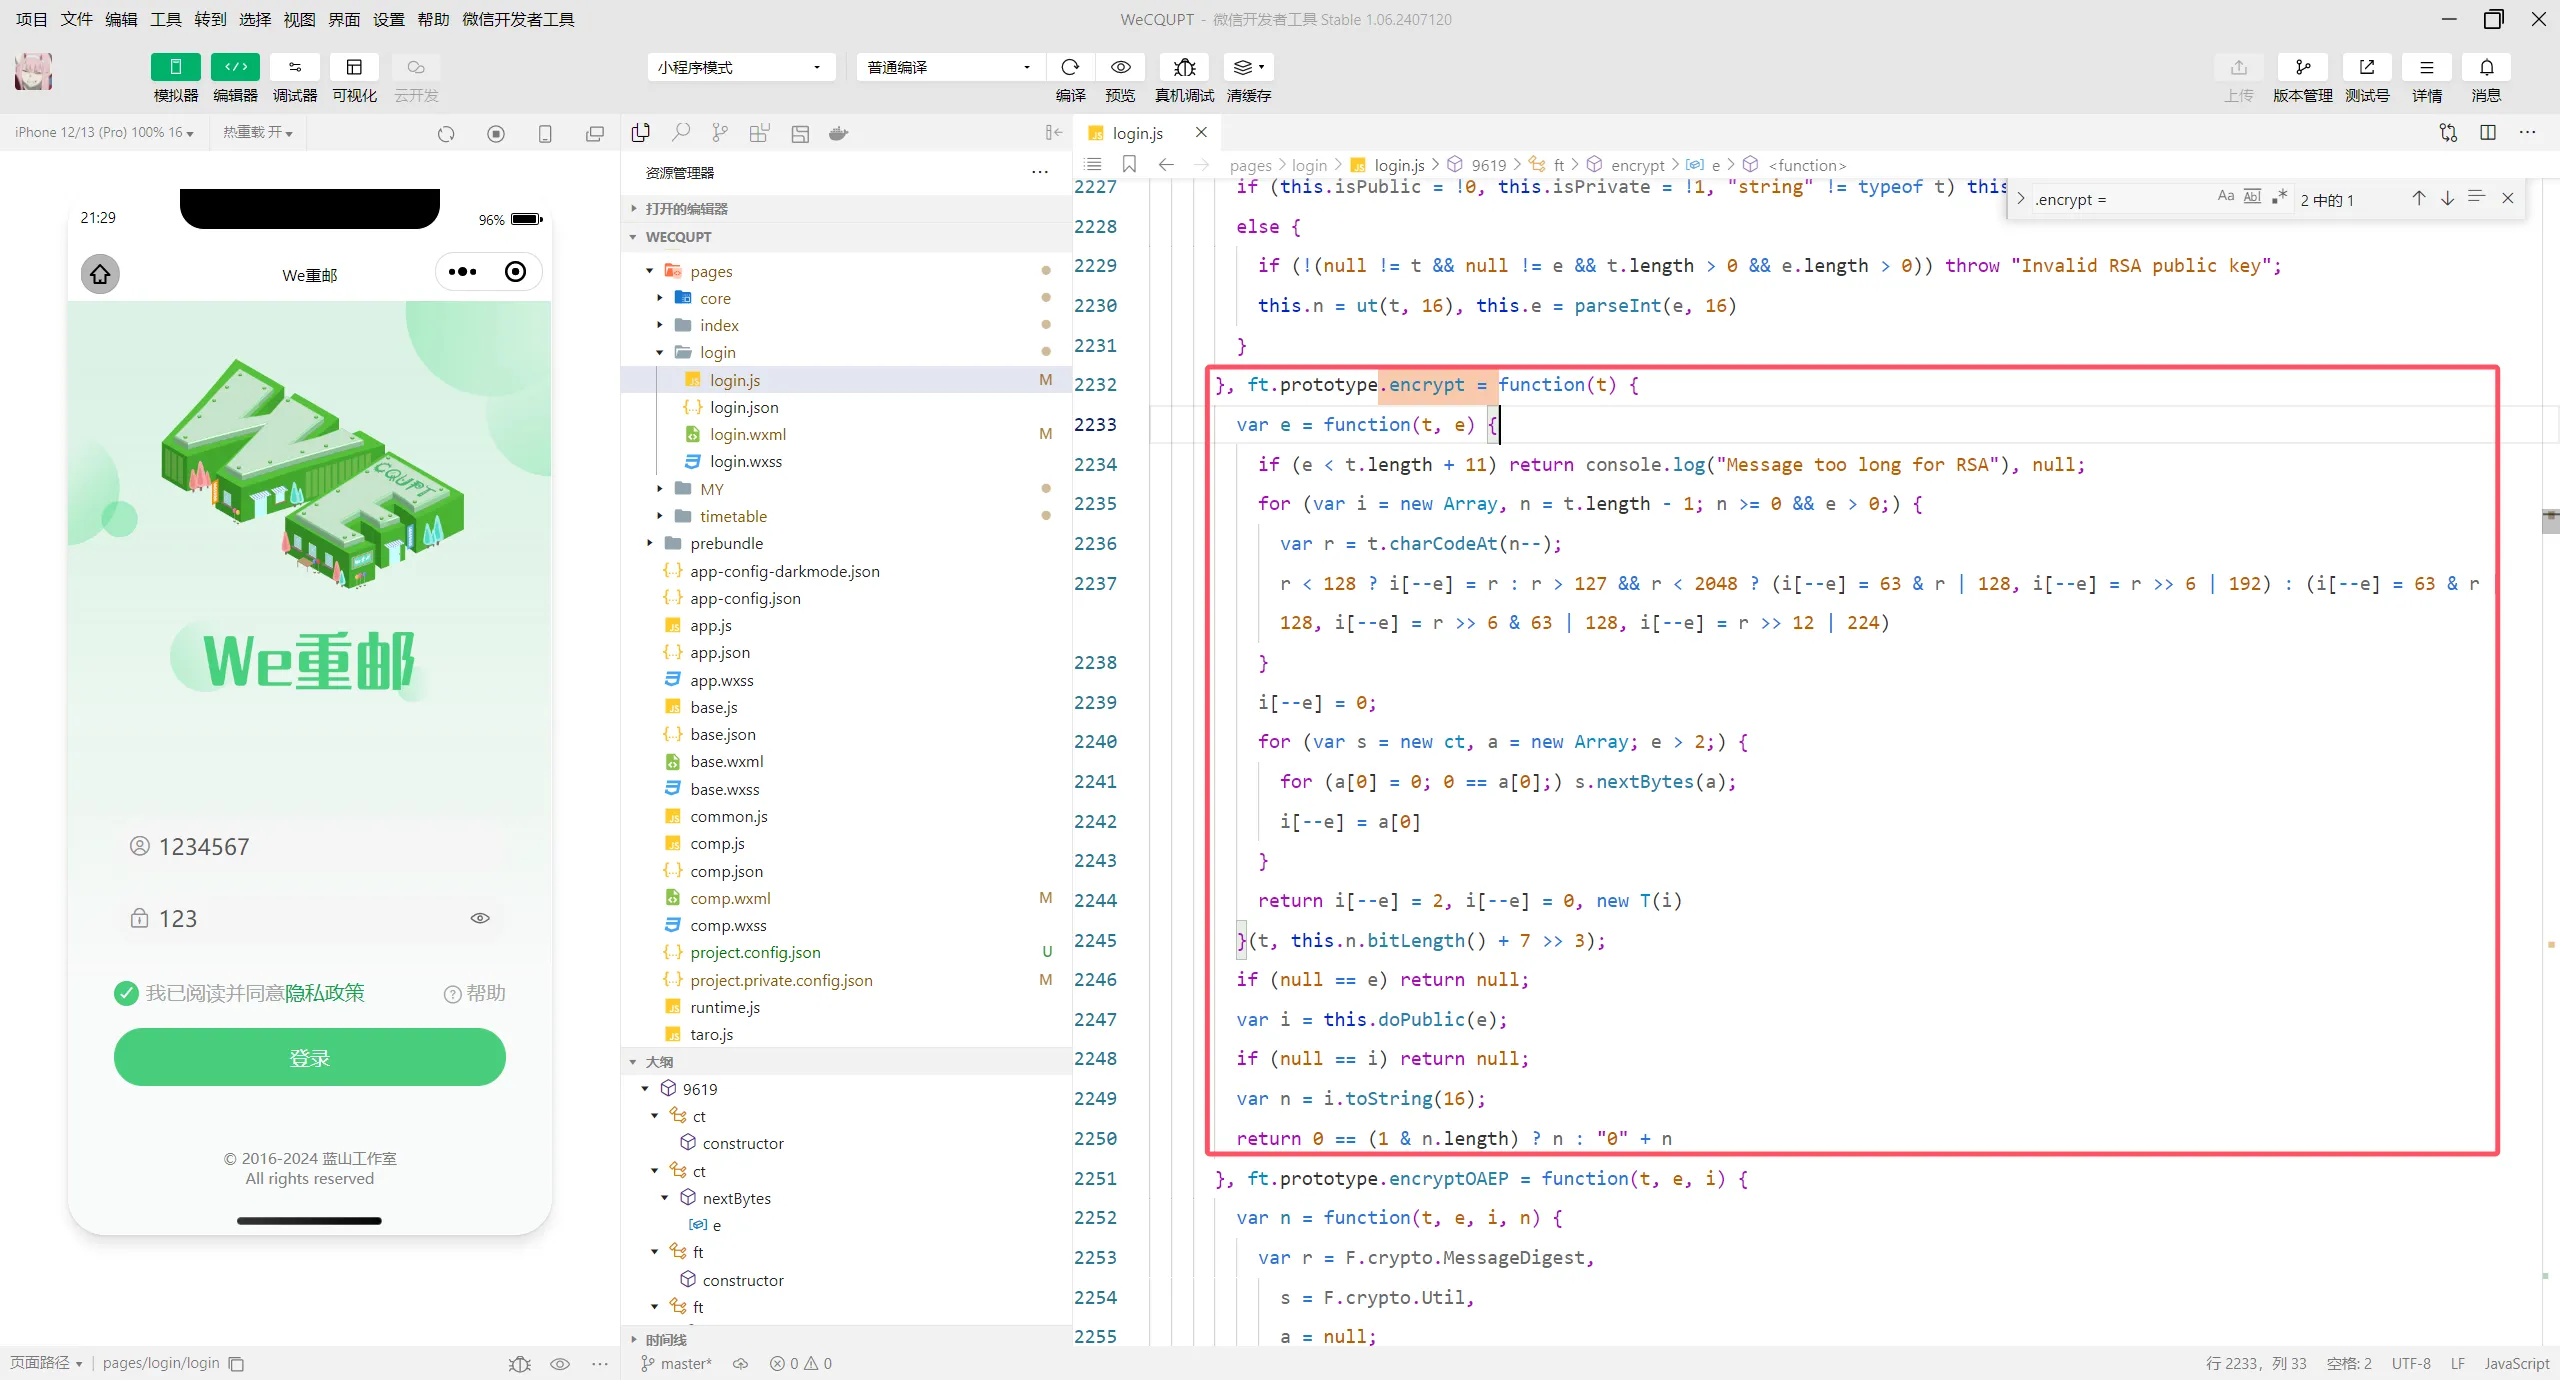 项目 文件 编辑 工具 转到 选择 视图 界面 设置 帮助 微信开发者工具
WeCQUPT - 微信开发者工具 Stable 1.06.2407120
模拟器 编辑器 调试器 可视化 云开发
小程序模式
普通编译
编译 预览 真机调试 清缓存
上传 版本管理 测试号 详情 消息
iPhone 12/13 (Pro) 100% 16
热重载 开
21:29
96%
We重邮
CQUPT
We重邮
1234567
123
我已阅读并同意隐私政策
帮助
登录
© 2016-2024 蓝山工作室
All rights reserved
页面路径
pages/login/login
资源管理器
打开的编辑器
WECQUPT
pages
core
index
login
login.js M
login.json
login.wxml M
login.wxss
MY
timetable
prebundle
app-config-darkmode.json
app-config.json
app.js
app.json
app.wxss
base.js
base.json
base.wxml
base.wxss
common.js
comp.js
comp.json
comp.wxml M
comp.wxss
project.config.json U
project.private.config.json M
runtime.js
taro.js
大纲
9619
ct
constructor
ct
nextBytes
e
ft
constructor
ft
时间线
master* 0 0
login.js
pages > login > login.js > 9619 > ft > encrypt > e > <function>
.encrypt =
Aa Abl
2 中的 1
2227 if (this.isPublic = !0, this.isPrivate = !1, "string" != typeof t) this
2228 else {
2229 if (!(null != t && null != e && t.length > 0 && e.length > 0)) throw "Invalid RSA public key";
2230 this.n = ut(t, 16), this.e = parseInt(e, 16)
2231 }
2232 }, ft.prototype.encrypt = function(t) {
2233 var e = function(t, e) {
2234 if (e < t.length + 11) return console.log("Message too long for RSA"), null;
2235 for (var i = new Array, n = t.length - 1; n >= 0 && e > 0;) {
2236 var r = t.charCodeAt(n--);
2237 r < 128 ? i[--e] = r : r > 127 && r < 2048 ? (i[--e] = 63 & r | 128, i[--e] = r >> 6 | 192) : (i[--e] = 63 & r |
128, i[--e] = r >> 6 & 63 | 128, i[--e] = r >> 12 | 224)
2238 }
2239 i[--e] = 0;
2240 for (var s = new ct, a = new Array; e > 2;) {
2241 for (a[0] = 0; 0 == a[0];) s.nextBytes(a);
2242 i[--e] = a[0]
2243 }
2244 return i[--e] = 2, i[--e] = 0, new T(i)
2245 }(t, this.n.bitLength() + 7 >> 3);
2246 if (null == e) return null;
2247 var i = this.doPublic(e);
2248 if (null == i) return null;
2249 var n = i.toString(16);
2250 return 0 == (1 & n.length) ? n : "0" + n
2251 }, ft.prototype.encryptOAEP = function(t, e, i) {
2252 var n = function(t, e, i, n) {
2253 var r = F.crypto.MessageDigest,
2254 s = F.crypto.Util,
2255 a = null;
行 2233，列 33 空格: 2 UTF-8 LF JavaScript